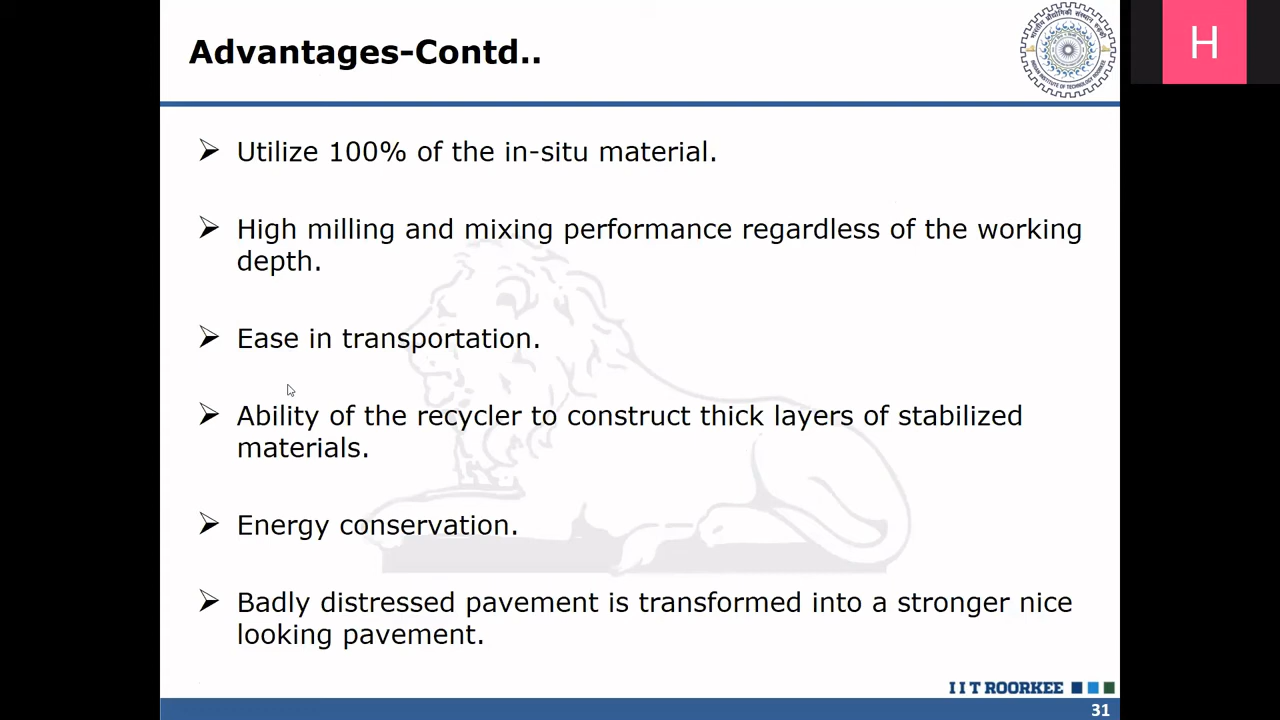 Advantages-Contd..
H
➢ Utilize 100% of the in-situ material.
➢ High milling and mixing performance regardless of the working
depth.
➢ Ease in transportation.
➢ Ability of the recycler to construct thick layers of stabilized
materials.
➢ Energy conservation.
➢ Badly distressed pavement is transformed into a stronger nice
looking pavement.
IIT ROORKEE
31